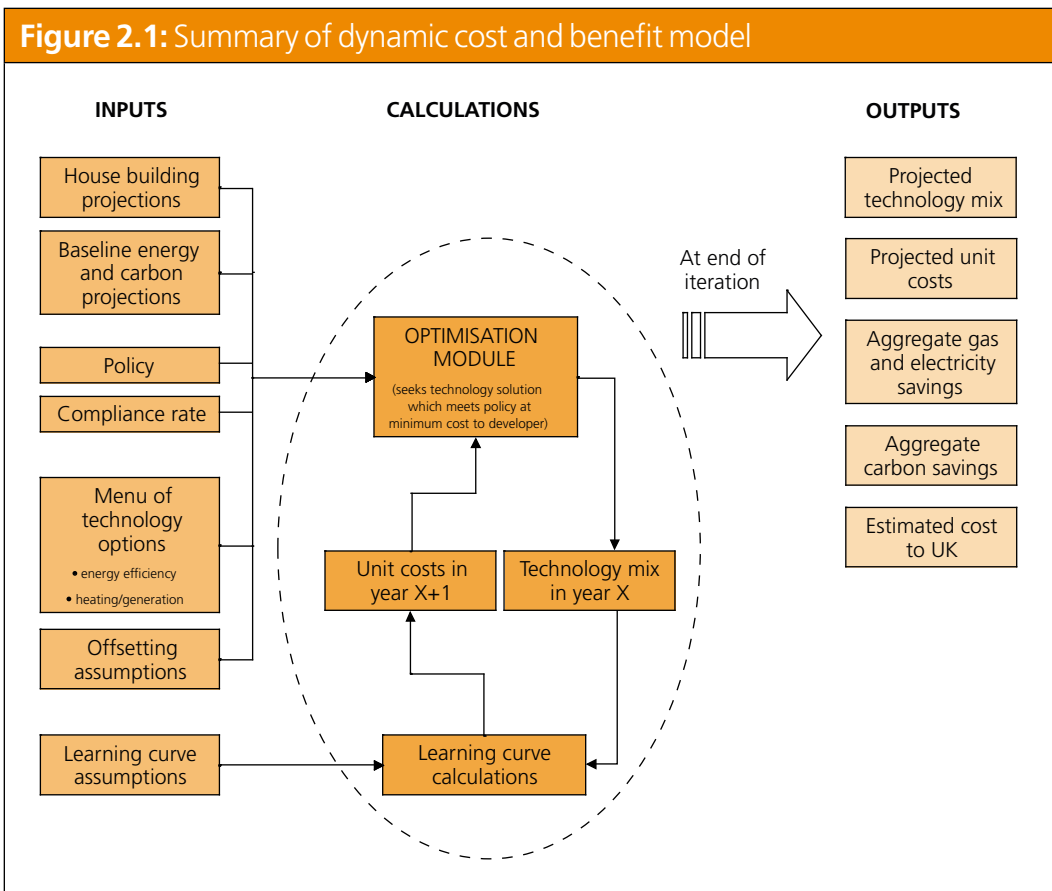 Figure 2.1: Summary of dynamic cost and benefit model
INPUTS
CALCULATIONS
OUTPUTS
House building
projections
Baseline energy
and carbon
projections
Policy
Compliance rate
Menu of
technology
options
• energy efficiency
• heating/generation
Offsetting
assumptions
Learning curve
assumptions
OPTIMISATION
MODULE
(seeks technology solution
which meets policy at
minimum cost to developer)
Unit costs in
year X+1
Technology mix
in year X
Learning curve
calculations
At end of
iteration
Projected
technology mix
Projected unit
costs
Aggregate gas
and electricity
savings
Aggregate
carbon savings
Estimated cost
to UK